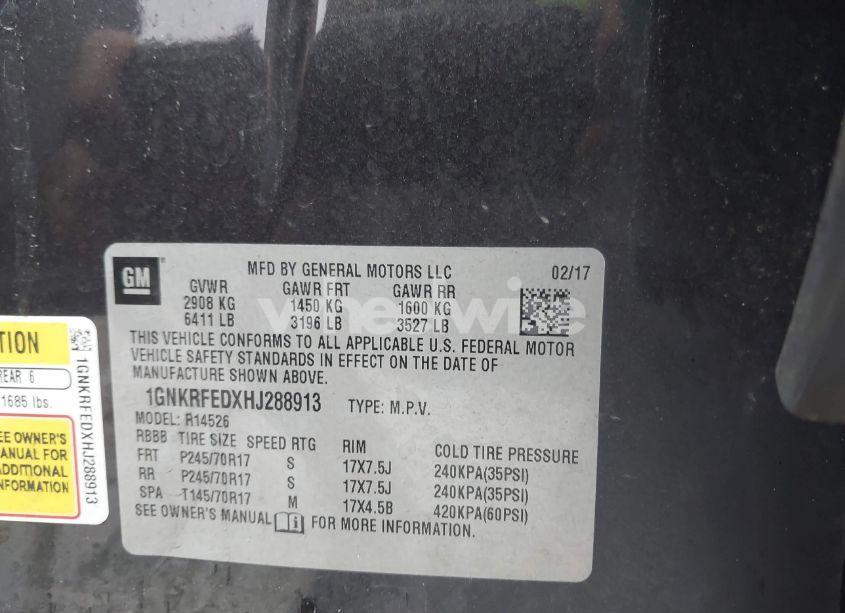 GM
MFD BY GENERAL MOTORS LLC 02/17
GVWR GAWR FRT GAWR RR
2908 KG 1450 KG 1600 KG
6411 LB 3196 LB 3527 LB
THIS VEHICLE CONFORMS TO ALL APPLICABLE U.S. FEDERAL MOTOR
VEHICLE SAFETY STANDARDS IN EFFECT ON THE DATE OF
MANUFACTURE SHOWN ABOVE.
1GNKRFEDXHJ288913 TYPE: M.P.V.
MODEL: R14526
RBBB TIRE SIZE SPEED RTG RIM COLD TIRE PRESSURE
FRT P245/70R17 S 17X7.5J 240KPA(35PSI)
RR P245/70R17 S 17X7.5J 240KPA(35PSI)
SPA T145/70R17 M 17X4.5B 420KPA(60PSI)
SEE OWNER'S MANUAL FOR MORE INFORMATION.
TION
REAR 6
1685 lbs.
EE OWNER'S
MANUAL FOR
ADDITIONAL
INFORMATION
1GNKRFEDXHJ288913